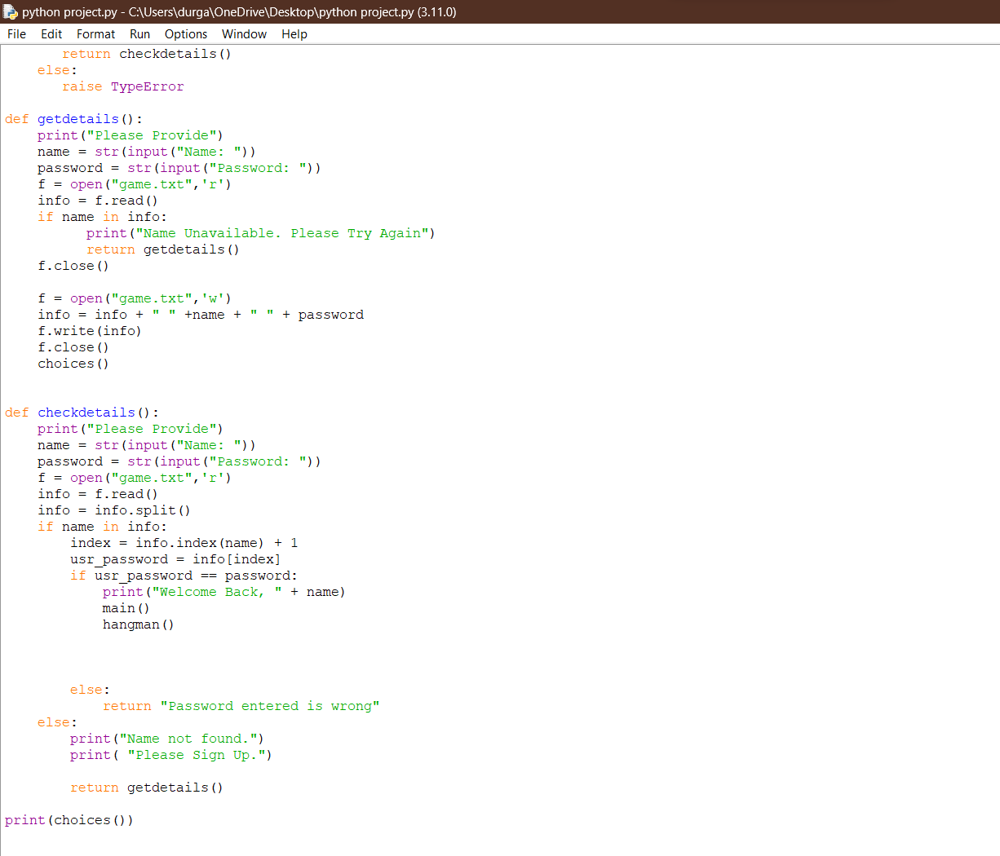 python project.py - C:\Users\durga\OneDrive\Desktop\python project.py (3.11.0)
File Edit Format Run Options Window Help
       return checkdetails()
    else:
       raise TypeError

def getdetails():
    print("Please Provide")
    name = str(input("Name: "))
    password = str(input("Password: "))
    f = open("game.txt",'r')
    info = f.read()
    if name in info:
          print("Name Unavailable. Please Try Again")
          return getdetails()
    f.close()

    f = open("game.txt",'w')
    info = info + " " +name + " " + password
    f.write(info)
    f.close()
    choices()


def checkdetails():
    print("Please Provide")
    name = str(input("Name: "))
    password = str(input("Password: "))
    f = open("game.txt",'r')
    info = f.read()
    info = info.split()
    if name in info:
        index = info.index(name) + 1
        usr_password = info[index]
        if usr_password == password:
            print("Welcome Back, " + name)
            main()
            hangman()



        else:
            return "Password entered is wrong"
    else:
        print("Name not found.")
        print( "Please Sign Up.")

        return getdetails()

print(choices())